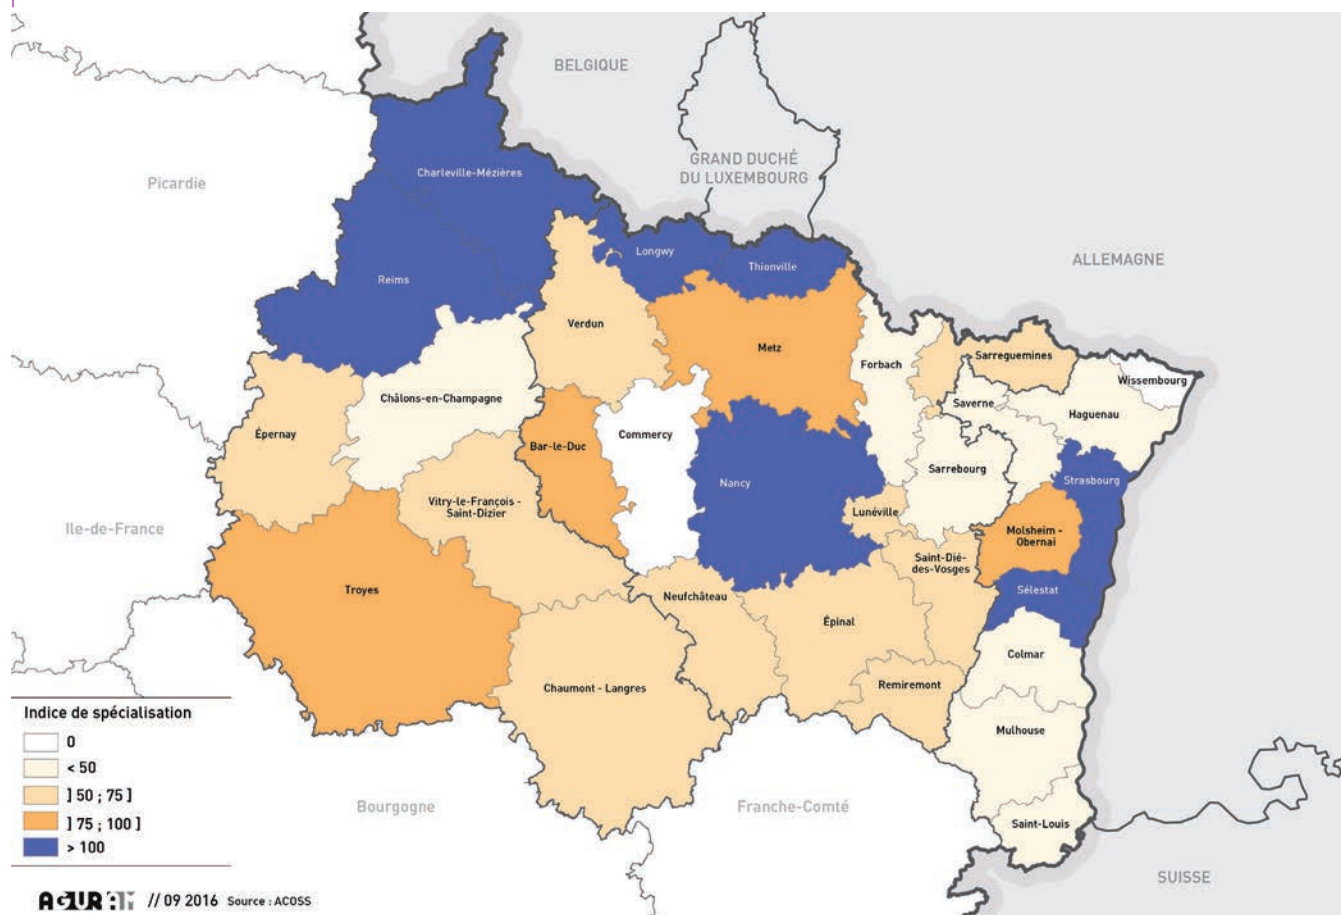 BELGIQUE
GRAND DUCHÉ
DU LUXEMBOURG
Picardie
Charleville-Mézières
Longwy
Thionville
ALLEMAGNE
Reims
Verdun
Metz
Forbach
Sarreguemines
Wissembourg
Saverne
Haguenau
Châlons-en-Champagne
Épernay
Bar-le-Duc
Commercy
Sarrebourg
Nancy
Strasbourg
Vitry-le-François -
Saint-Dizier
Lunéville
Ile-de-France
Molsheim -
Obernai
Saint-Dié-
des-Vosges
Troyes
Neufchâteau
Sélestat
Épinal
Colmar
Chaumont - Langres
Remiremont
Mulhouse
Bourgogne
Franche-Comté
Saint-Louis
SUISSE
Indice de spécialisation
0
< 50
] 50 ; 75 ]
] 75 ; 100 ]
> 100
AGURAM // 09 2016 Source : ACOSS